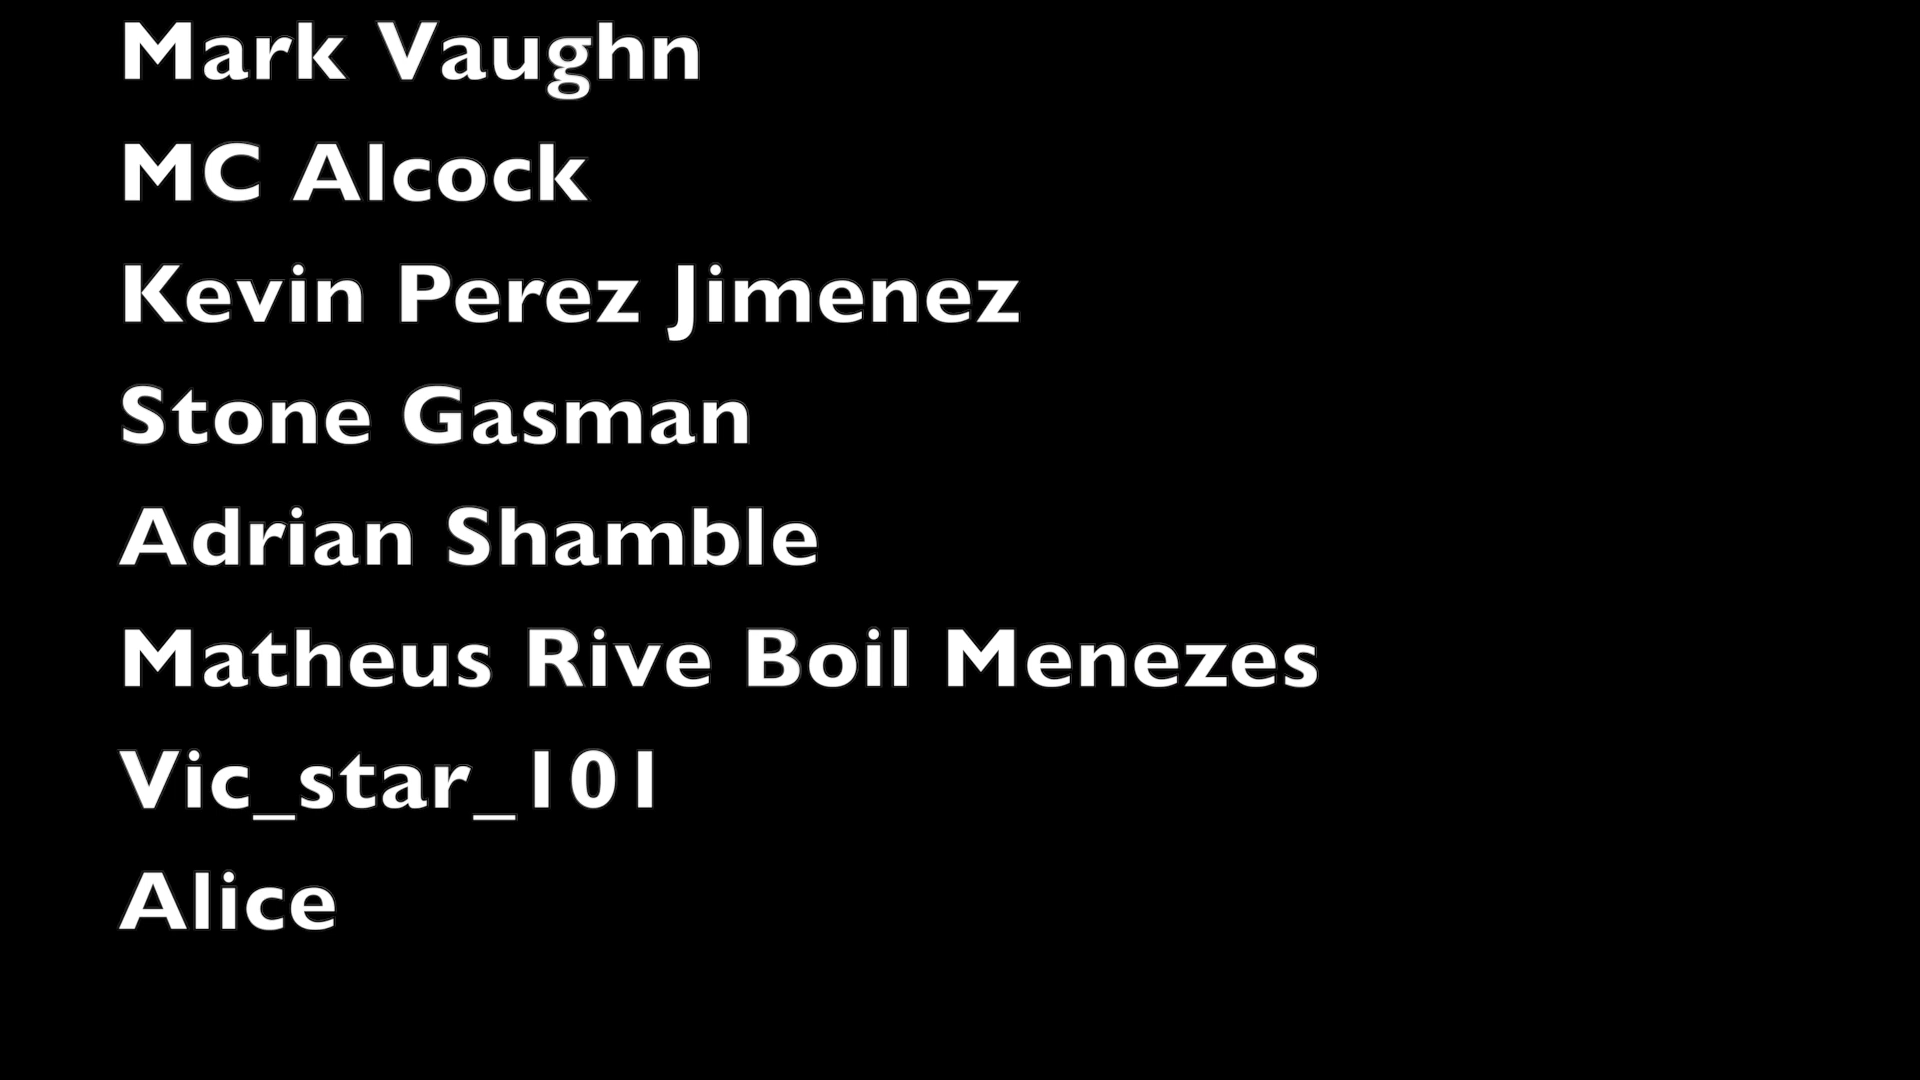 Mark Vaughn
MC Alcock
Kevin Perez Jimenez
Stone Gasman
Adrian Shamble
Matheus Rive Boil Menezes
Vic_star_101
Alice